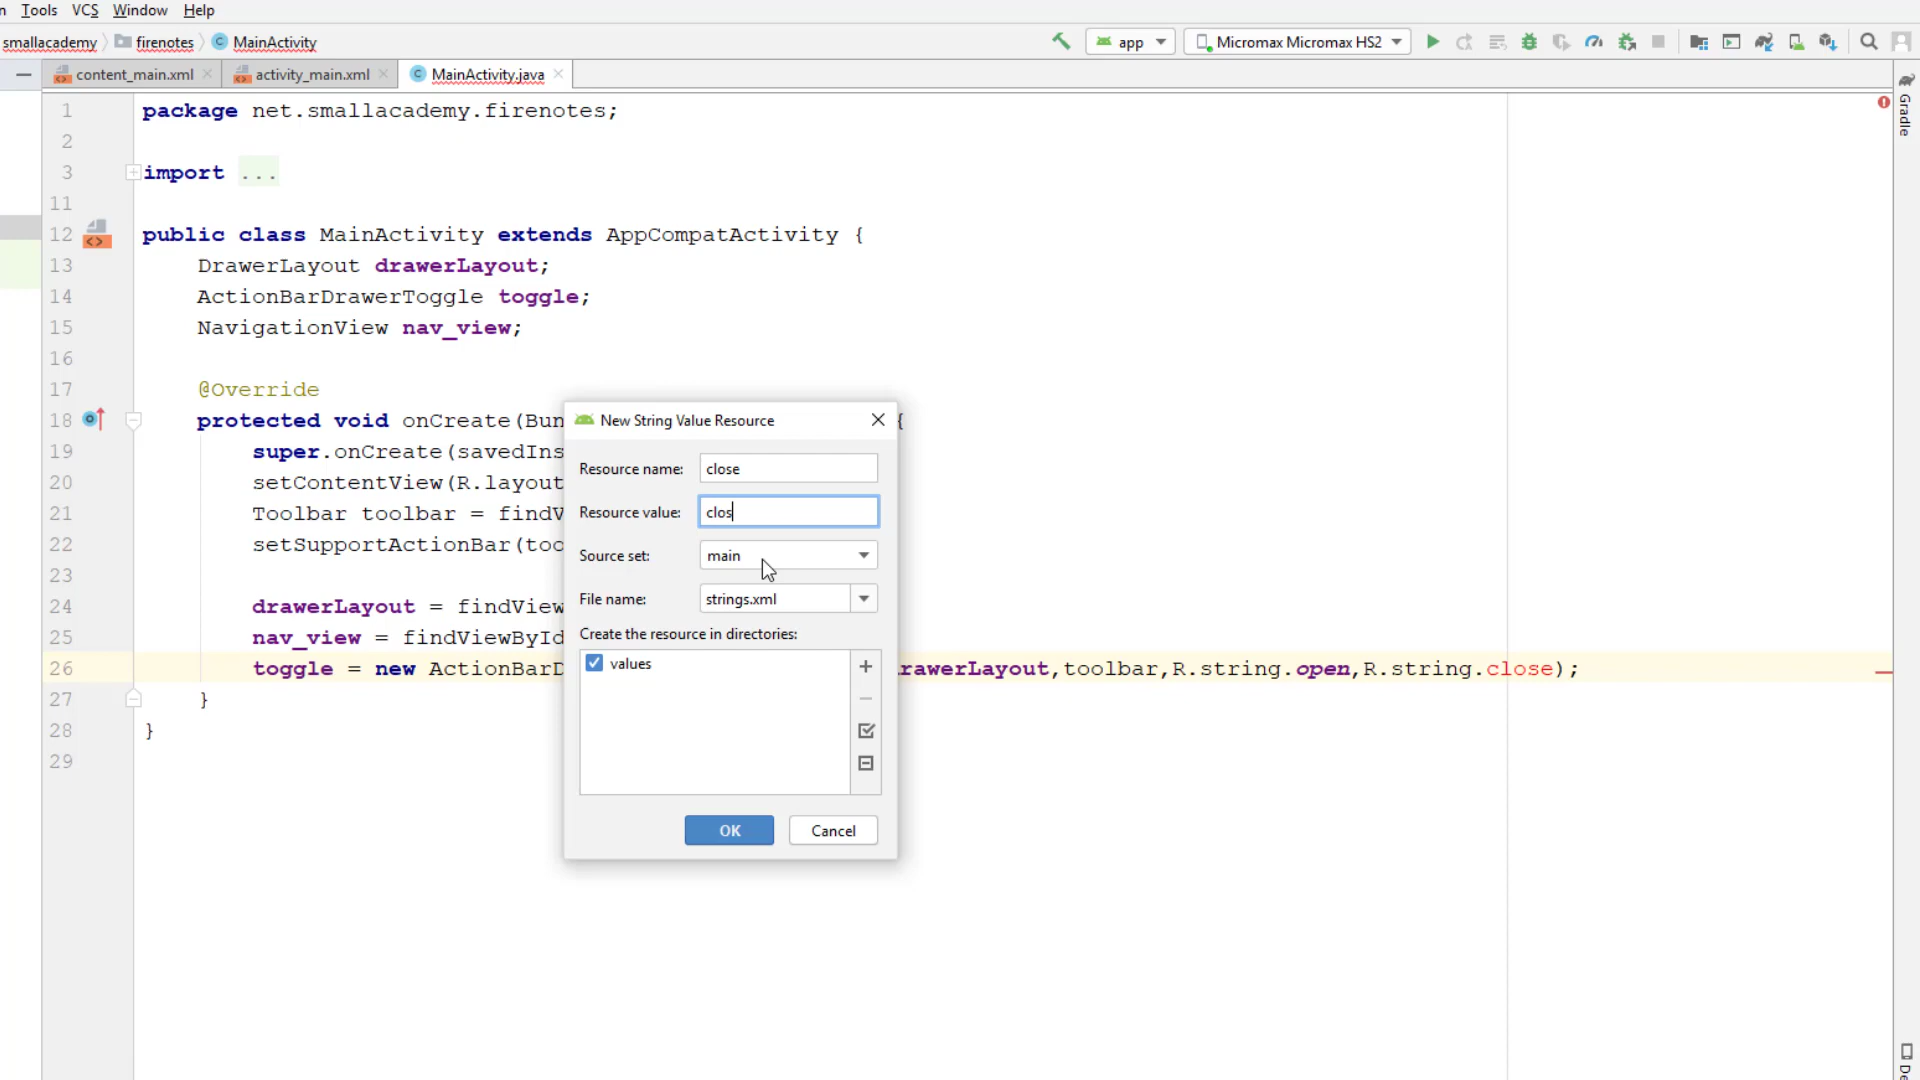 Tools VCS Window Help
smallacademy firenotes MainActivity app Micromax Micromax HS2
content_main.xml activity_main.xml MainActivity.java
Gradle
1 package net.smallacademy.firenotes;
2
3 import ...
11
12 public class MainActivity extends AppCompatActivity {
13 DrawerLayout drawerLayout;
14 ActionBarDrawerToggle toggle;
15 NavigationView nav_view;
16
17 @Override
18 protected void onCreate(Bun {
19 super.onCreate(savedIns
20 setContentView(R.layout
21 Toolbar toolbar = findV
22 setSupportActionBar(too
23
24 drawerLayout = findView
25 nav_view = findViewById
26 toggle = new ActionBarD rawerLayout,toolbar,R.string.open,R.string.close);
27 }
28 }
29
New String Value Resource
Resource name: close
Resource value: clos
Source set: main
File name: strings.xml
Create the resource in directories:
values
OK Cancel